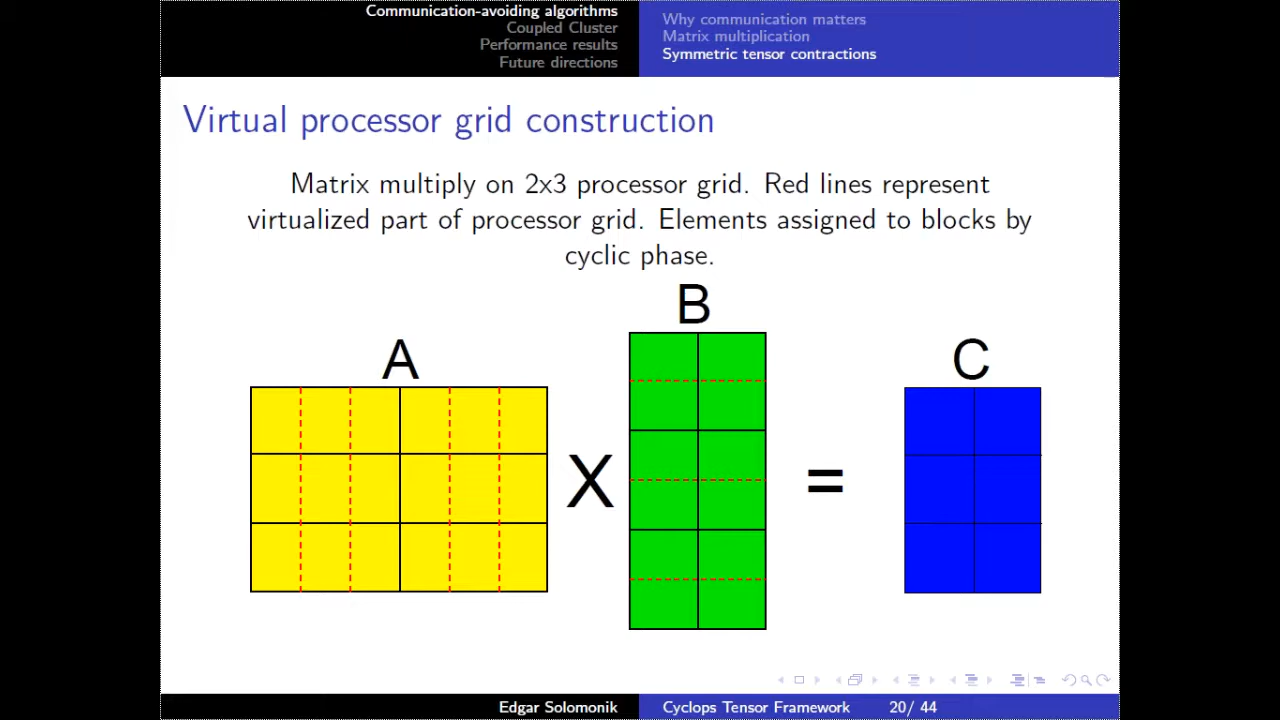 Communication-avoiding algorithms
Coupled Cluster
Performance results
Future directions
Why communication matters
Matrix multiplication
Symmetric tensor contractions
Virtual processor grid construction
Matrix multiply on 2x3 processor grid. Red lines represent
virtualized part of processor grid. Elements assigned to blocks by
cyclic phase.
A
X
B
=
C
Edgar Solomonik
Cyclops Tensor Framework
20/ 44